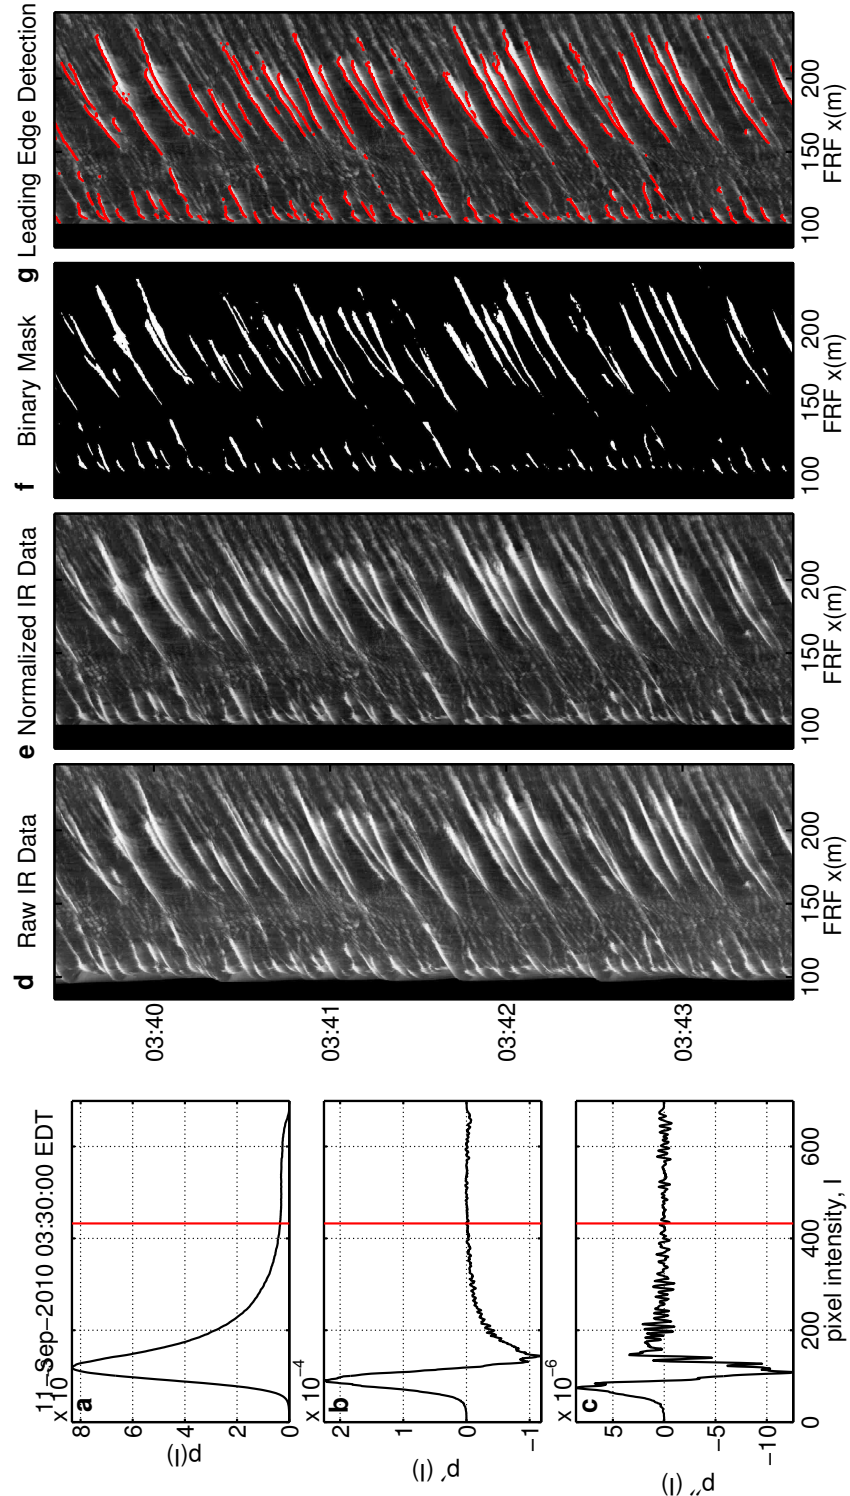 11−Sep−2010 03:30:00 EDT
x 10
a
8
6
4
2
0
p(I)
x 10−4
b
2
1
0
−1
p′ (I)
x 10−6
c
5
0
−5
−10
p′′ (I)
0
200
400
600
pixel intensity, I
d Raw IR Data
03:40
03:41
03:42
03:43
100
150
200
FRF x(m)
e Normalized IR Data
100
150
200
FRF x(m)
f Binary Mask
100
150
200
FRF x(m)
g Leading Edge Detection
100
150
200
FRF x(m)